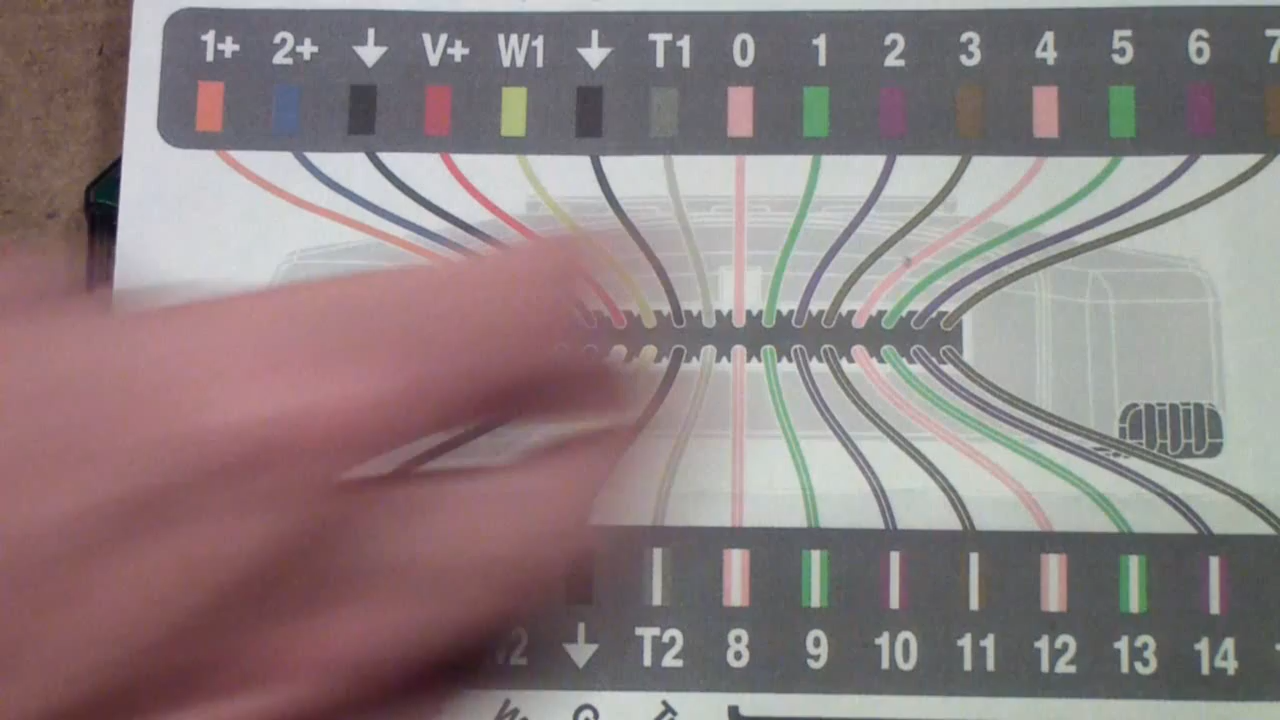 1+ 2+ ↓ V+ W1 ↓ T1 0 1 2 3 4 5 6 7
↓ T2 8 9 10 11 12 13 14